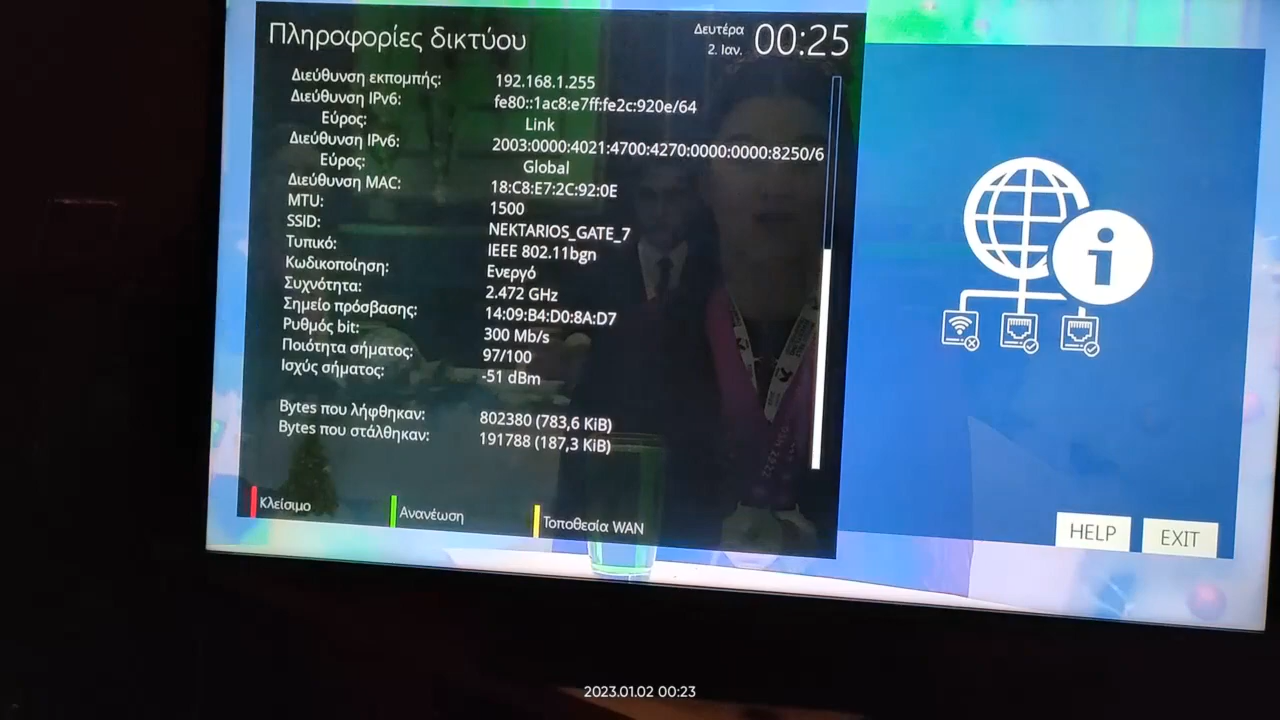 Πληροφορίες δικτύου
Δευτέρα
2. Ιαν.
00:25
Διεύθυνση εκπομπής: 192.168.1.255
Διεύθυνση IPv6: fe80::1ac8:e7ff:fe2c:920e/64
Εύρος: Link
Διεύθυνση IPv6: 2003:0000:4021:4700:4270:0000:0000:8250/6
Εύρος: Global
Διεύθυνση MAC: 18:C8:E7:2C:92:0E
MTU: 1500
SSID: NEKTARIOS_GATE_7
Τυπικό: IEEE 802.11bgn
Κωδικοποίηση: Ενεργό
Συχνότητα: 2.472 GHz
Σημείο πρόσβασης: 14:09:B4:D0:8A:D7
Ρυθμός bit: 300 Mb/s
Ποιότητα σήματος: 97/100
Ισχύς σήματος: -51 dBm
Bytes που λήφθηκαν: 802380 (783,6 KiB)
Bytes που στάλθηκαν: 191788 (187,3 KiB)
Κλείσιμο
Ανανέωση
Τοποθεσία WAN
HELP
EXIT
2023.01.02 00:23